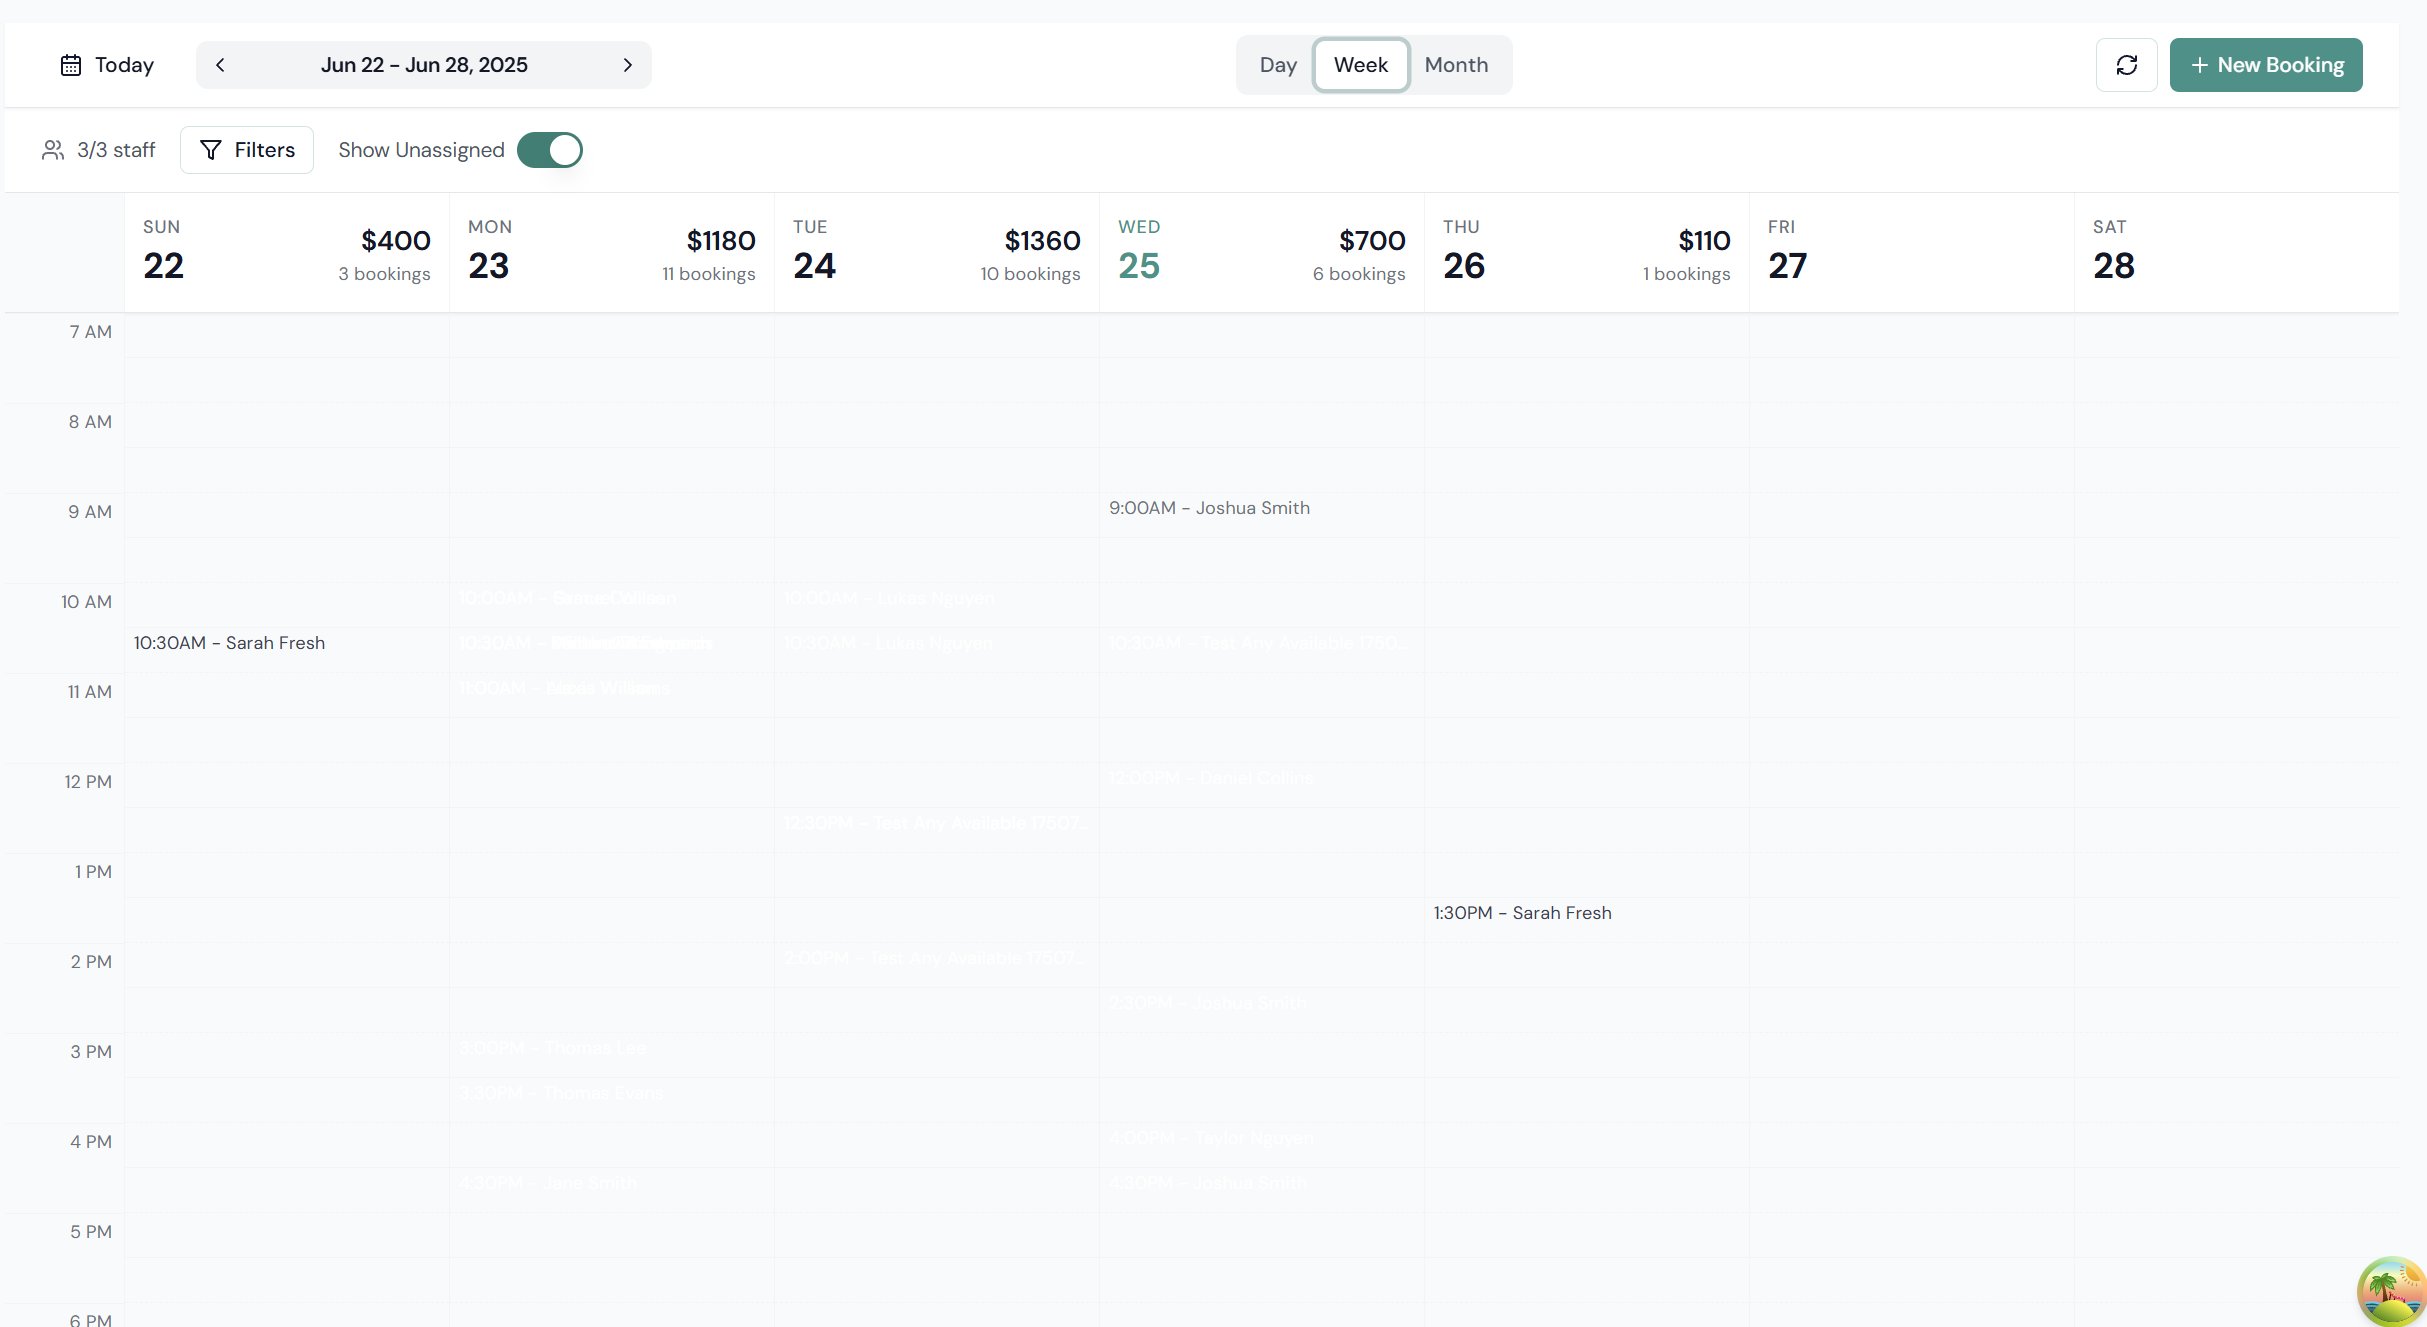 Today
Jun 22 – Jun 28, 2025
Day
Week
Month
+ New Booking
3/3 staff
Filters
Show Unassigned
SUN
22
$400
3 bookings
MON
23
$1180
11 bookings
TUE
24
$1360
10 bookings
WED
25
$700
6 bookings
THU
26
$110
1 bookings
FRI
27
SAT
28
7 AM
8 AM
9 AM
9:00AM – Joshua Smith
10 AM
10:00AM –
10:00AM – Lukas Nguyen
10:30AM – Sarah Fresh
10:30AM –
10:30AM – Lukas Nguyen
10:30AM – Test Any Available 1750...
11 AM
11:00AM – Williams
12 PM
12:00PM – Daniel Collins
12:30PM – Test Any Available 17507...
1 PM
1:30PM – Sarah Fresh
2 PM
2:00PM – Test Any Available 17507...
2:30PM – Joshua Smith
3 PM
3:00PM – Thomas Lee
3:30PM – Thomas Evans
4 PM
4:00PM – Taylor Nguyen
4:30PM – Jane Smith
4:30PM – Joshua Smith
5 PM
6 PM